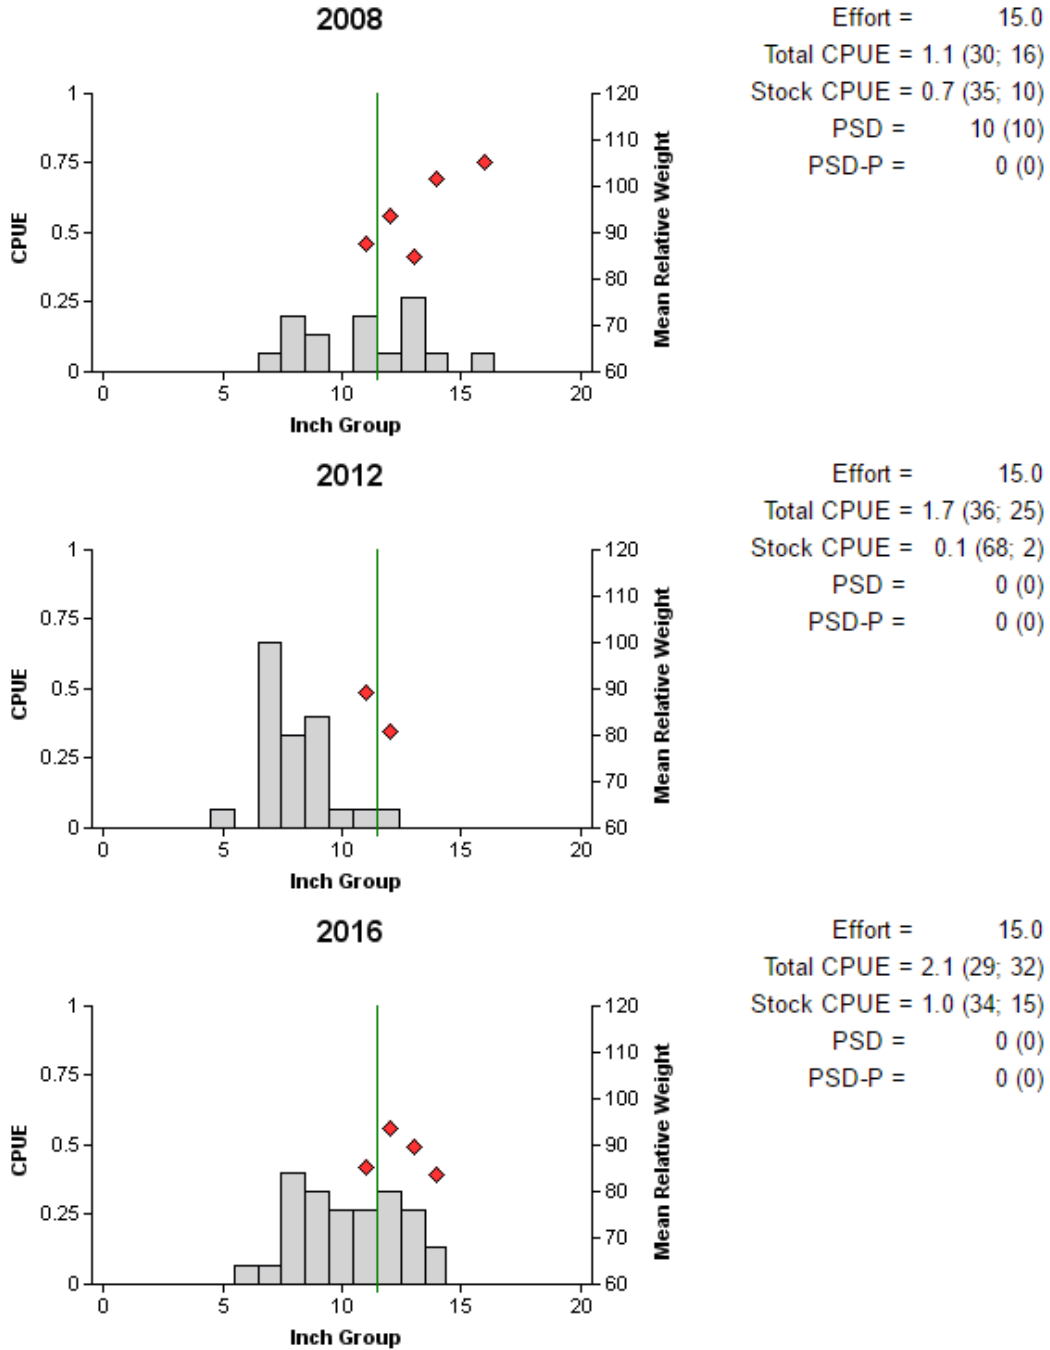 2008
Effort = 15.0
Total CPUE = 1.1 (30; 16)
Stock CPUE = 0.7 (35; 10)
PSD = 10 (10)
PSD-P = 0 (0)
1
0.75
0.5
0.25
0
CPUE
120
110
100
90
80
70
60
Mean Relative Weight
0 5 10 15 20
Inch Group
2012
Effort = 15.0
Total CPUE = 1.7 (36; 25)
Stock CPUE = 0.1 (68; 2)
PSD = 0 (0)
PSD-P = 0 (0)
1
0.75
0.5
0.25
0
CPUE
120
110
100
90
80
70
60
Mean Relative Weight
0 5 10 15 20
Inch Group
2016
Effort = 15.0
Total CPUE = 2.1 (29; 32)
Stock CPUE = 1.0 (34; 15)
PSD = 0 (0)
PSD-P = 0 (0)
1
0.75
0.5
0.25
0
CPUE
120
110
100
90
80
70
60
Mean Relative Weight
0 5 10 15 20
Inch Group